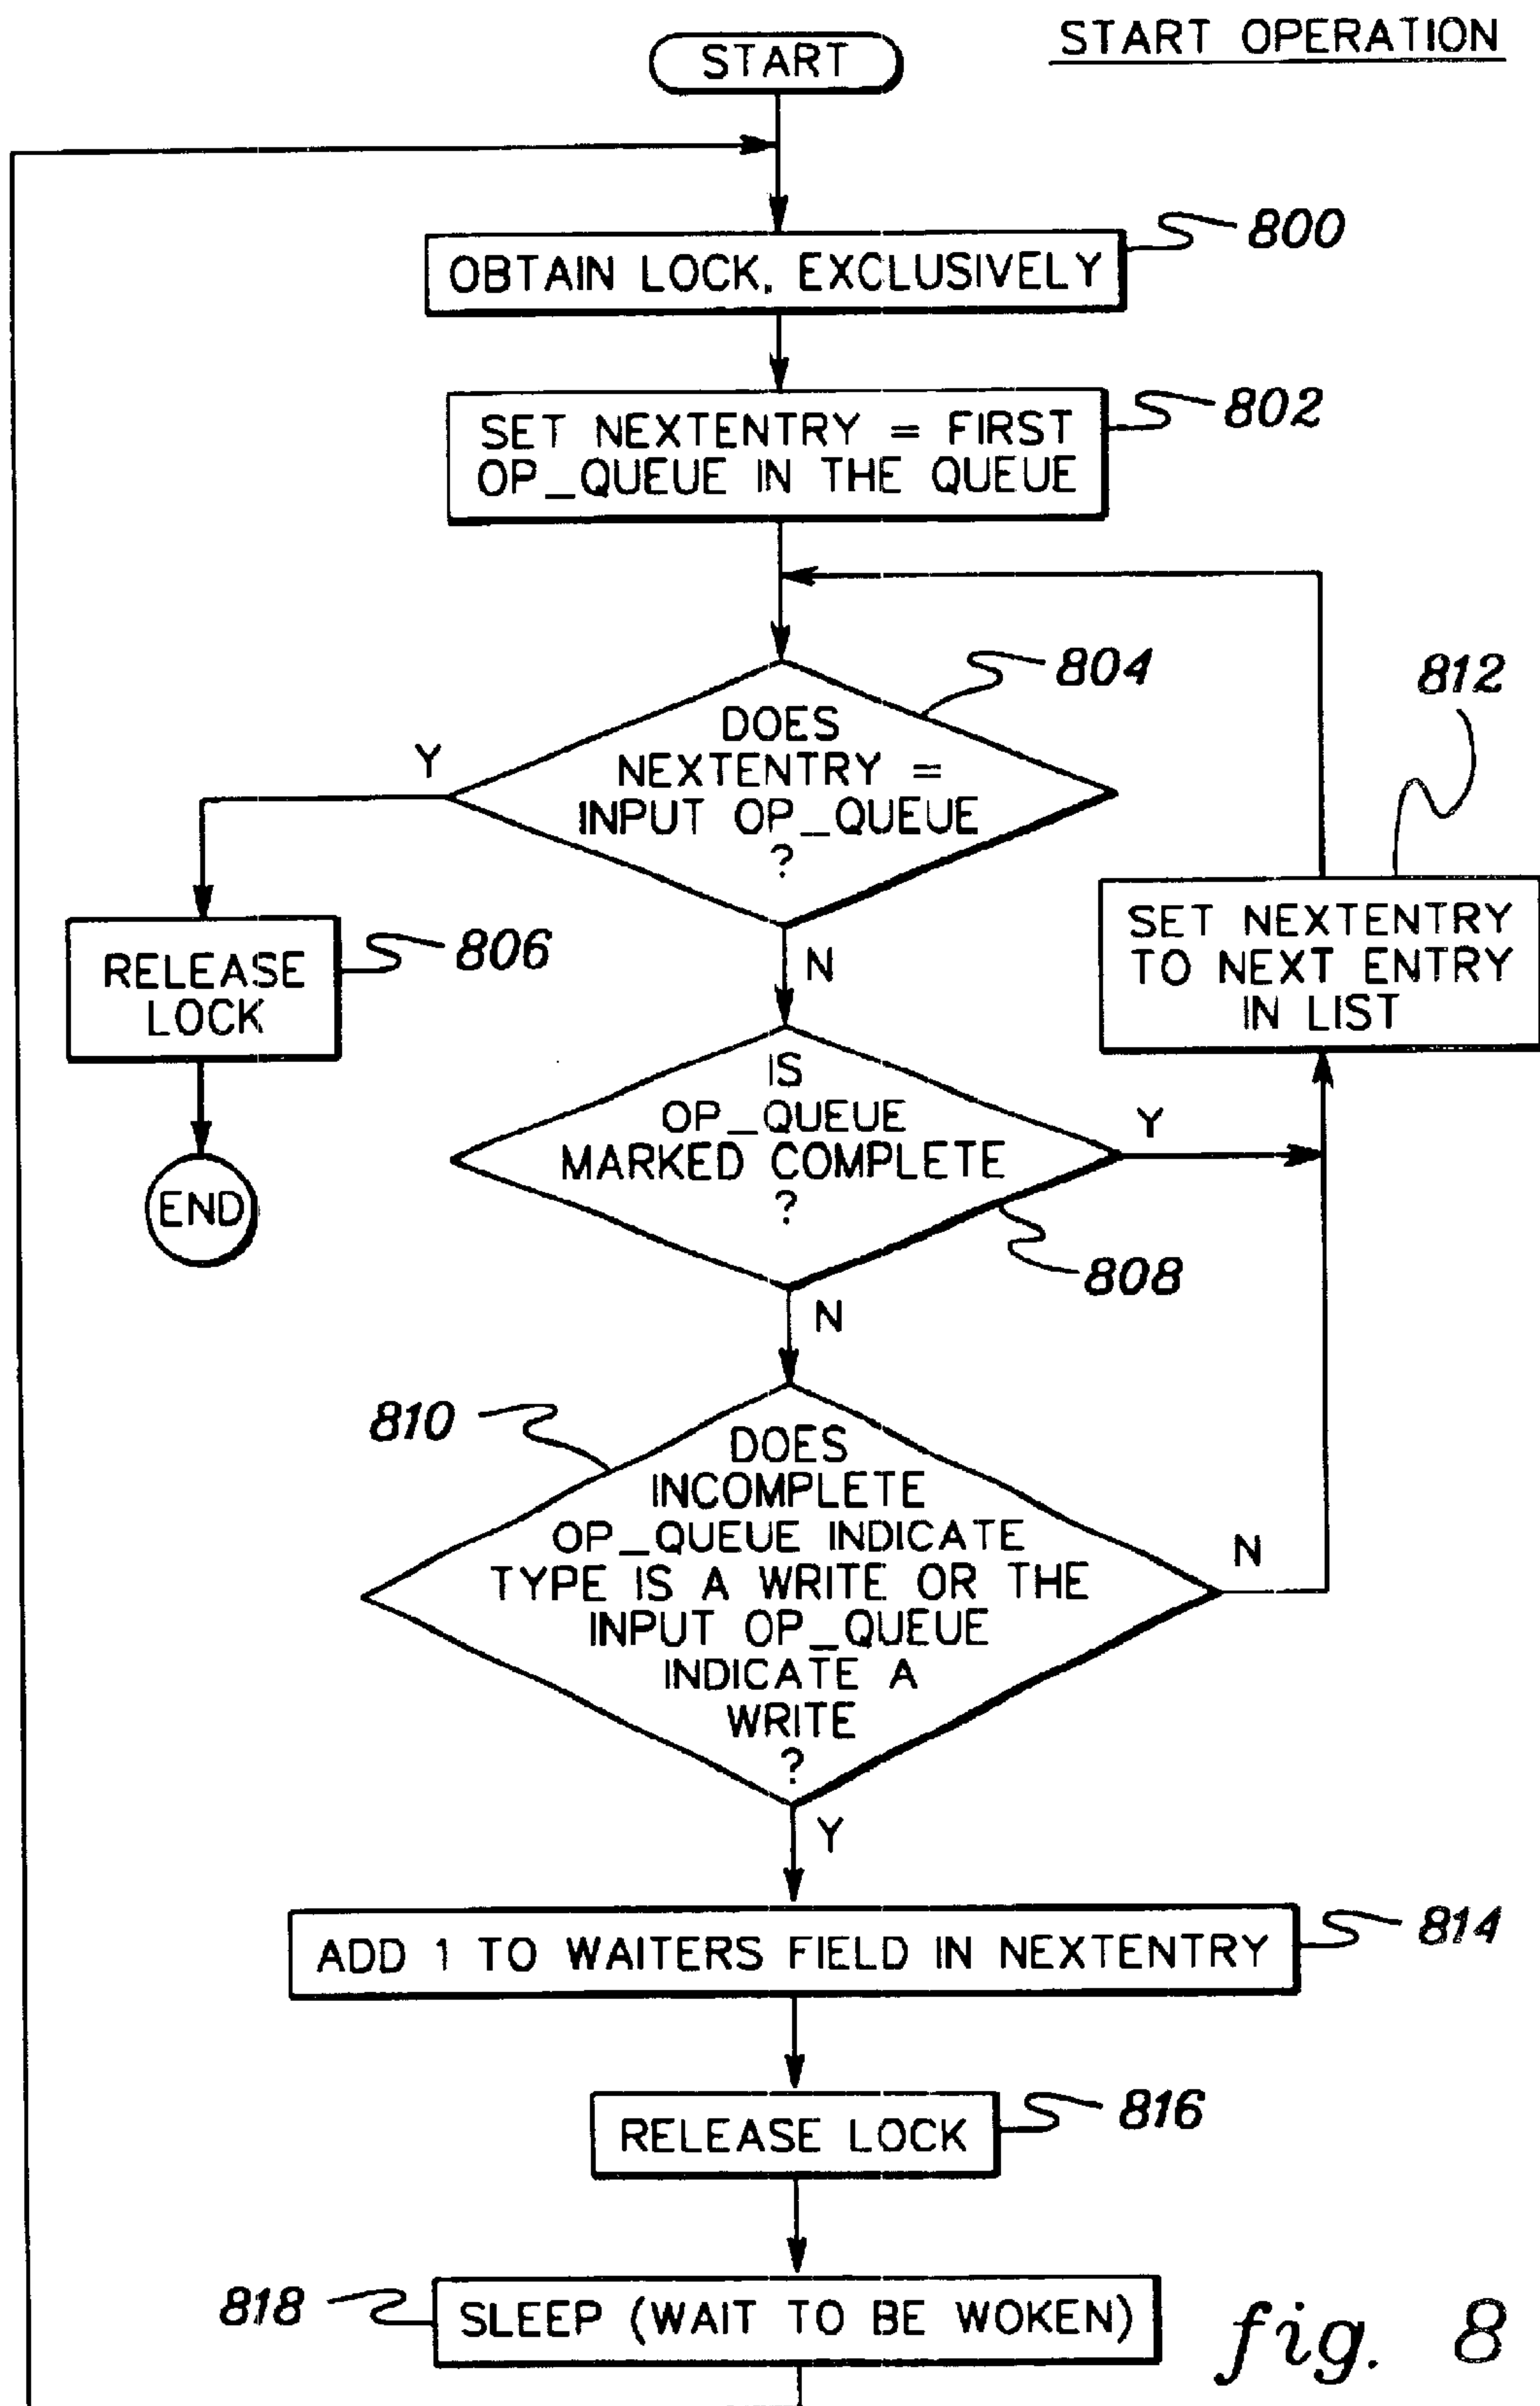 START OPERATION
START
OBTAIN LOCK, EXCLUSIVELY
800
SET NEXTENTRY = FIRST
OP_QUEUE IN THE QUEUE
802
DOES
NEXTENTRY =
INPUT OP_QUEUE
?
804
Y
N
812
SET NEXTENTRY
TO NEXT ENTRY
IN LIST
RELEASE
LOCK
806
END
IS
OP_QUEUE
MARKED COMPLETE
?
Y
808
N
810
DOES
INCOMPLETE
OP_QUEUE INDICATE
TYPE IS A WRITE OR THE
INPUT OP_QUEUE
INDICATE A
WRITE
?
N
Y
ADD 1 TO WAITERS FIELD IN NEXTENTRY
814
RELEASE LOCK
816
818
SLEEP (WAIT TO BE WOKEN)
fig. 8